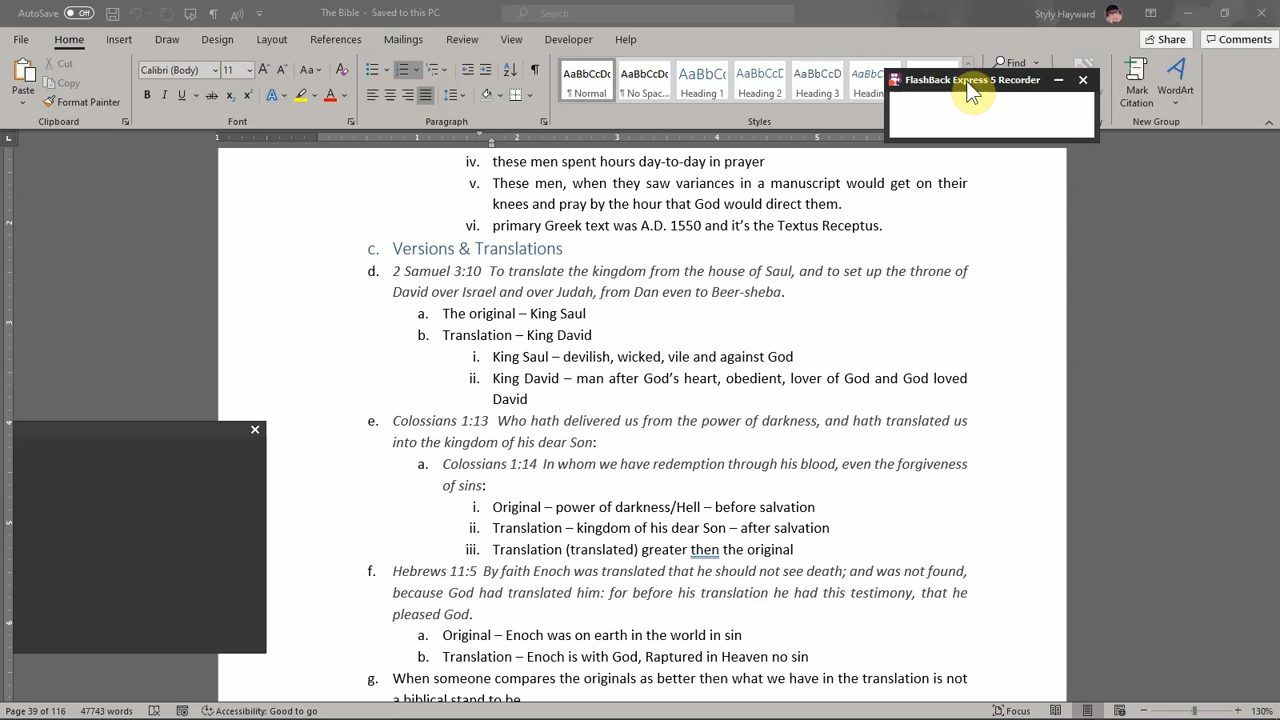 AutoSave Off The Bible - Saved to this PC Search Styly Hayward
File Home Insert Draw Design Layout References Mailings Review View Developer Help Share Comments
Paste Cut Copy Format Painter Calibri (Body) 11 Find
AaBbCcDc AaBbCcDc AaBbC AaBbCcD AaBbCcDc AaBbCc
¶ Normal ¶ No Spac... Heading 1 Heading 2 Heading 3 Heading
FlashBack Express 5 Recorder
Mark Citation WordArt
Clipboard Font Paragraph Styles New Group
iv. these men spent hours day-to-day in prayer
v. These men, when they saw variances in a manuscript would get on their
knees and pray by the hour that God would direct them.
vi. primary Greek text was A.D. 1550 and it’s the Textus Receptus.
c. Versions & Translations
d. 2 Samuel 3:10 To translate the kingdom from the house of Saul, and to set up the throne of
David over Israel and over Judah, from Dan even to Beer-sheba.
a. The original – King Saul
b. Translation – King David
i. King Saul – devilish, wicked, vile and against God
ii. King David – man after God’s heart, obedient, lover of God and God loved
David
e. Colossians 1:13 Who hath delivered us from the power of darkness, and hath translated us
into the kingdom of his dear Son:
a. Colossians 1:14 In whom we have redemption through his blood, even the forgiveness
of sins:
i. Original – power of darkness/Hell – before salvation
ii. Translation – kingdom of his dear Son – after salvation
iii. Translation (translated) greater then the original
f. Hebrews 11:5 By faith Enoch was translated that he should not see death; and was not found,
because God had translated him: for before his translation he had this testimony, that he
pleased God.
a. Original – Enoch was on earth in the world in sin
b. Translation – Enoch is with God, Raptured in Heaven no sin
g. When someone compares the originals as better then what we have in the translation is not
a biblical stand to be
Page 39 of 116 47743 words Accessibility: Good to go Focus 130%